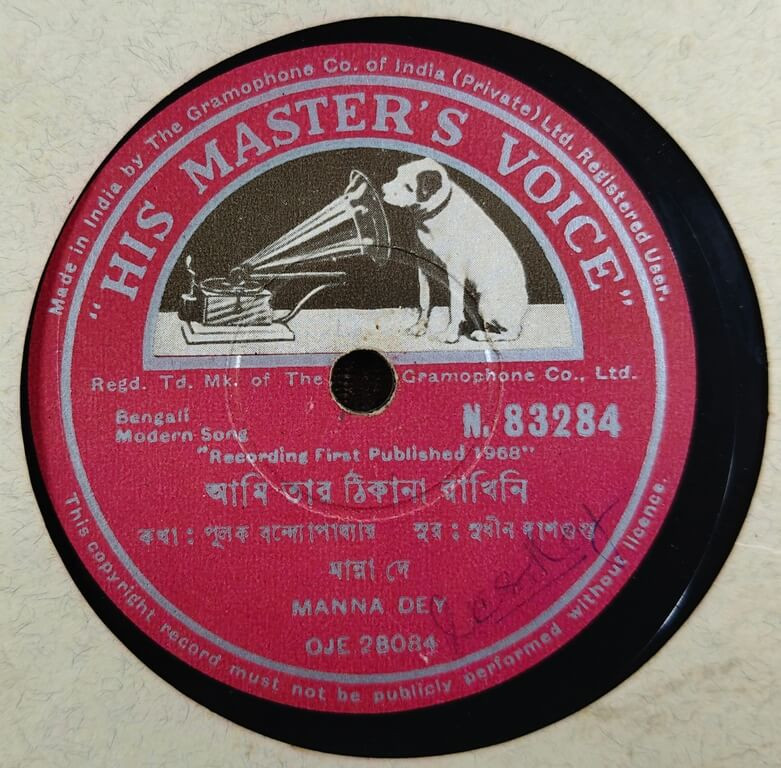 Made in India by The Gramophone Co. of India (Private) Ltd. Registered User.
"HIS MASTER'S VOICE"
Regd. Td. Mk. of The Gramophone Co., Ltd.
Bengali
Modern Song
N. 83284
"Recording First Published 1968"
আমি তার ঠিকানা রাখিনি
কথা : পুলক বন্দ্যোপাধ্যায় সুর : সুধীন দাশগুপ্ত
মান্না দে
MANNA DEY
OJE 28084
This copyright record must not be publicly performed without licence.